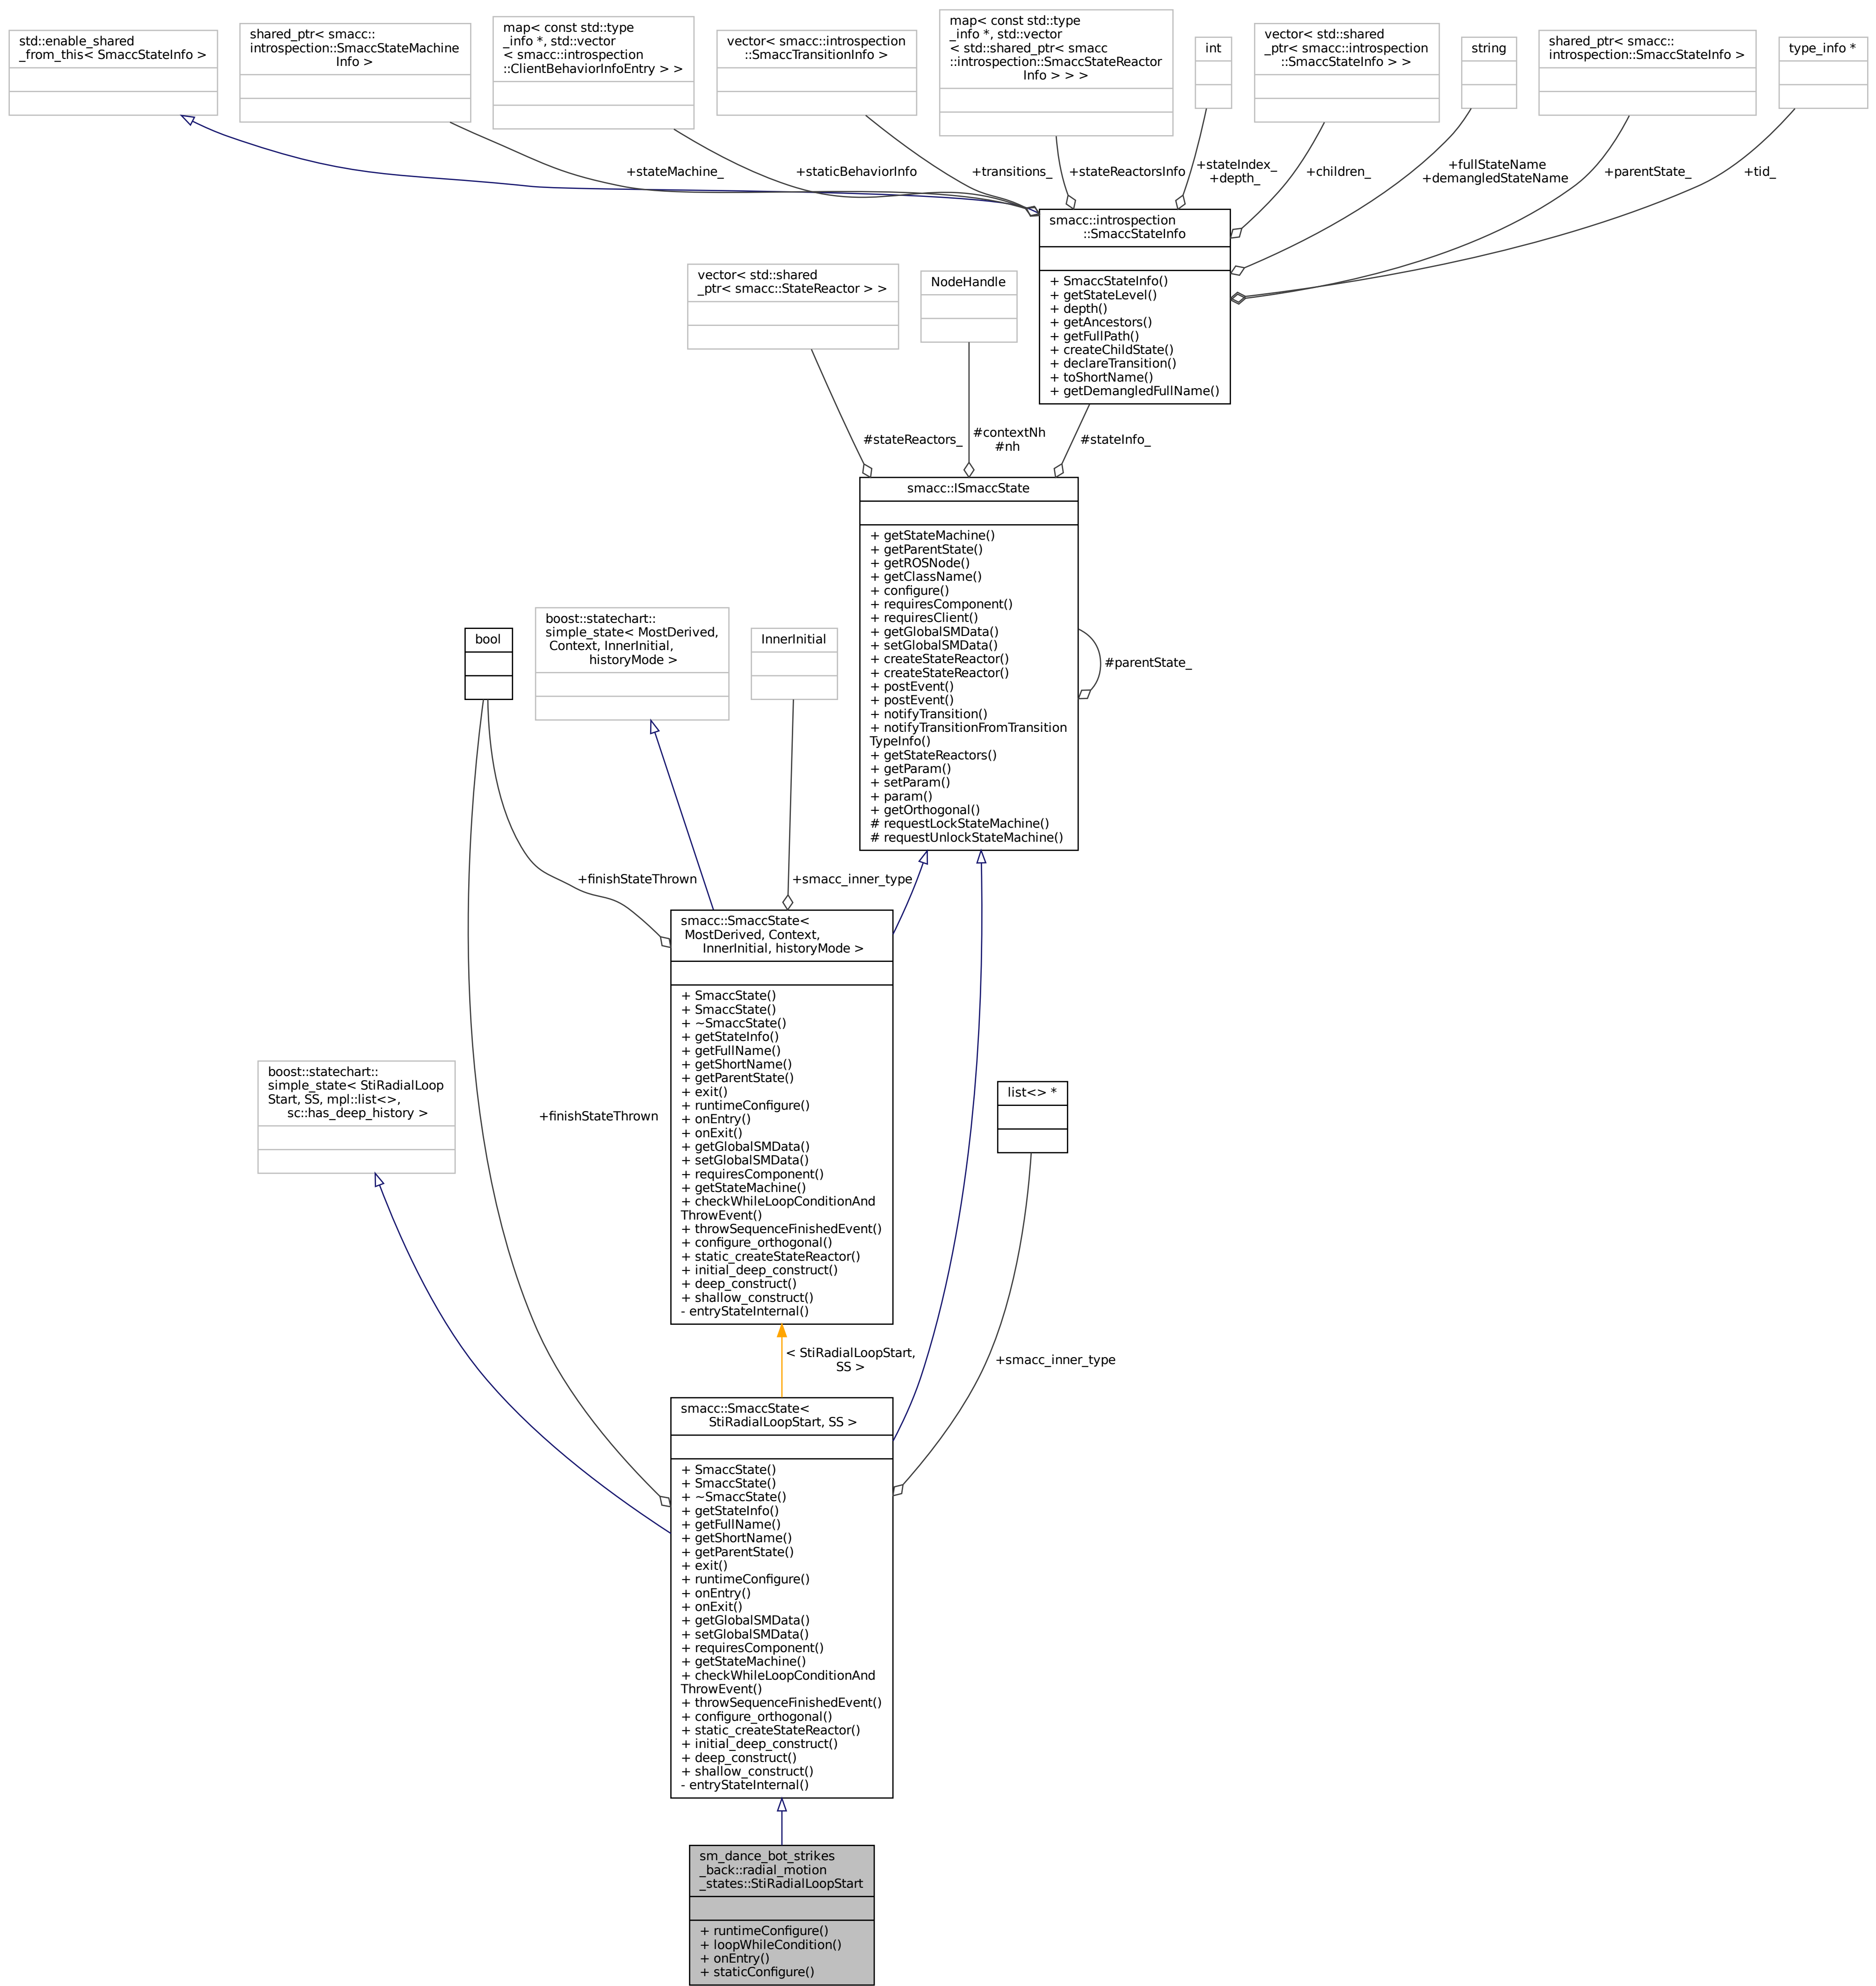 std::enable_shared
_from_this< SmaccStateInfo >
shared_ptr< smacc::
introspection::SmaccStateMachine
Info >
map< const std::type
_info *, std::vector
< smacc::introspection
::ClientBehaviorInfoEntry > >
vector< smacc::introspection
::SmaccTransitionInfo >
map< const std::type
_info *, std::vector
< std::shared_ptr< smacc
::introspection::SmaccStateReactor
Info > > >
int
vector< std::shared
_ptr< smacc::introspection
::SmaccStateInfo > >
string
shared_ptr< smacc::
introspection::SmaccStateInfo >
type_info *
+stateMachine_
+staticBehaviorInfo
+transitions_
+stateReactorsInfo
+stateIndex_
+depth_
+children_
+fullStateName
+demangledStateName
+parentState_
+tid_
smacc::introspection
::SmaccStateInfo
+ SmaccStateInfo()
+ getStateLevel()
+ depth()
+ getAncestors()
+ getFullPath()
+ createChildState()
+ declareTransition()
+ toShortName()
+ getDemangledFullName()
vector< std::shared
_ptr< smacc::StateReactor > >
NodeHandle
#stateReactors_
#contextNh
#nh
#stateInfo_
smacc::ISmaccState
+ getStateMachine()
+ getParentState()
+ getROSNode()
+ getClassName()
+ configure()
+ requiresComponent()
+ requiresClient()
+ getGlobalSMData()
+ setGlobalSMData()
+ createStateReactor()
+ createStateReactor()
+ postEvent()
+ postEvent()
+ notifyTransition()
+ notifyTransitionFromTransition
TypeInfo()
+ getStateReactors()
+ getParam()
+ setParam()
+ param()
+ getOrthogonal()
# requestLockStateMachine()
# requestUnlockStateMachine()
#parentState_
bool
boost::statechart::
simple_state< MostDerived,
Context, InnerInitial,
historyMode >
InnerInitial
+finishStateThrown
+smacc_inner_type
smacc::SmaccState<
MostDerived, Context,
InnerInitial, historyMode >
+ SmaccState()
+ SmaccState()
+ ~SmaccState()
+ getStateInfo()
+ getFullName()
+ getShortName()
+ getParentState()
+ exit()
+ runtimeConfigure()
+ onEntry()
+ onExit()
+ getGlobalSMData()
+ setGlobalSMData()
+ requiresComponent()
+ getStateMachine()
+ checkWhileLoopConditionAnd
ThrowEvent()
+ throwSequenceFinishedEvent()
+ configure_orthogonal()
+ static_createStateReactor()
+ initial_deep_construct()
+ deep_construct()
+ shallow_construct()
- entryStateInternal()
boost::statechart::
simple_state< StiRadialLoop
Start, SS, mpl::list<>,
sc::has_deep_history >
+finishStateThrown
list<> *
< StiRadialLoopStart,
SS >
+smacc_inner_type
smacc::SmaccState<
StiRadialLoopStart, SS >
+ SmaccState()
+ SmaccState()
+ ~SmaccState()
+ getStateInfo()
+ getFullName()
+ getShortName()
+ getParentState()
+ exit()
+ runtimeConfigure()
+ onEntry()
+ onExit()
+ getGlobalSMData()
+ setGlobalSMData()
+ requiresComponent()
+ getStateMachine()
+ checkWhileLoopConditionAnd
ThrowEvent()
+ throwSequenceFinishedEvent()
+ configure_orthogonal()
+ static_createStateReactor()
+ initial_deep_construct()
+ deep_construct()
+ shallow_construct()
- entryStateInternal()
sm_dance_bot_strikes
_back::radial_motion
_states::StiRadialLoopStart
+ runtimeConfigure()
+ loopWhileCondition()
+ onEntry()
+ staticConfigure()